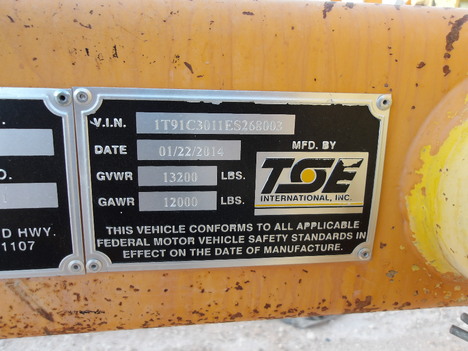 V.I.N. 1T91C3011ES268003
DATE 01/22/2014
GVWR 13200 LBS.
GAWR 12000 LBS.
MFD. BY
TSE
INTERNATIONAL, INC.
THIS VEHICLE CONFORMS TO ALL APPLICABLE
FEDERAL MOTOR VEHICLE SAFETY STANDARDS IN
EFFECT ON THE DATE OF MANUFACTURE.
O.
D HWY.
1107